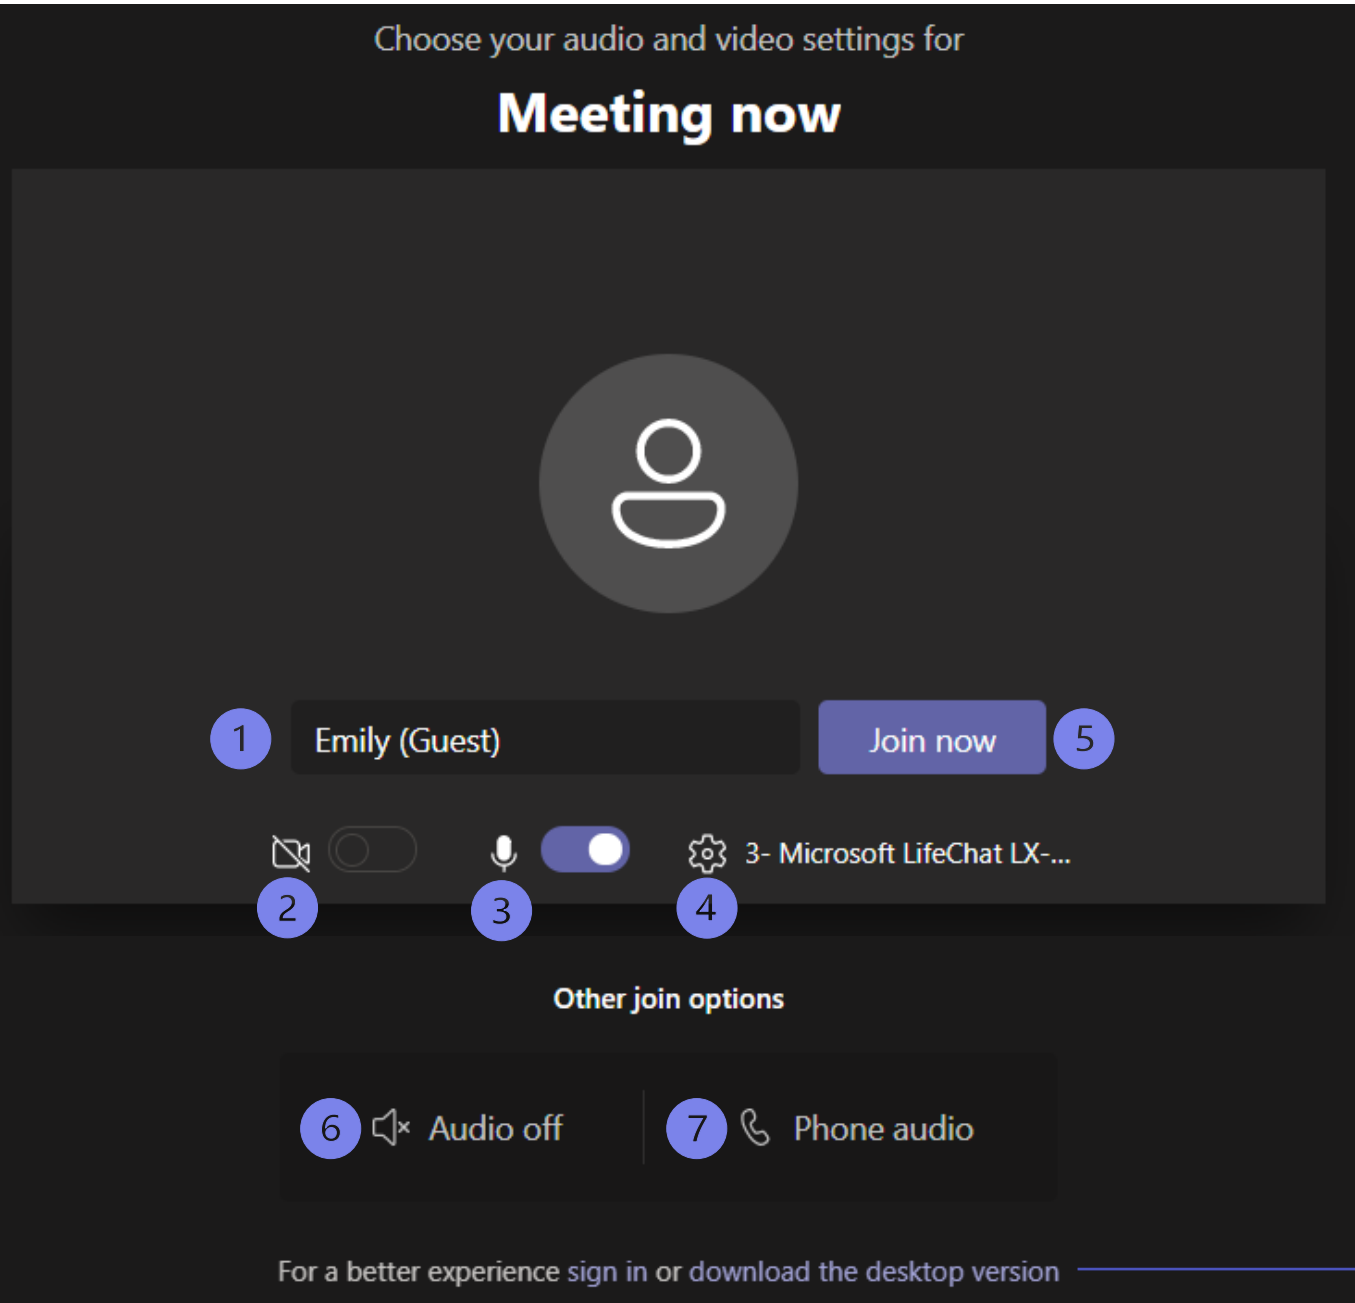 Choose your audio and video settings for
Meeting now
1 Emily (Guest) Join now 5
3- Microsoft LifeChat LX-...
2 3 4
Other join options
6 Audio off 7 Phone audio
For a better experience sign in or download the desktop version